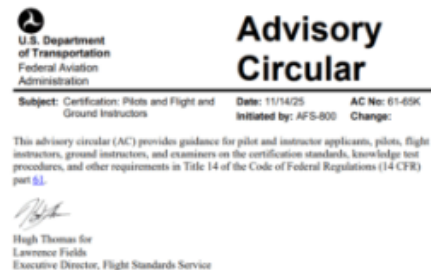 U.S. Department
of Transportation
Federal Aviation
Administration
Advisory
Circular
Subject: Certification: Pilots and Flight and
Ground Instructors
Date: 11/14/25
Initiated by: AFS-800
AC No: 61-65K
Change:
This advisory circular (AC) provides guidance for pilot and instructor applicants, pilots, flight
instructors, ground instructors, and examiners on the certification standards, knowledge test
procedures, and other requirements in Title 14 of the Code of Federal Regulations (14 CFR)
part 61.
Hugh Thomas for
Lawrence Fields
Executive Director, Flight Standards Service